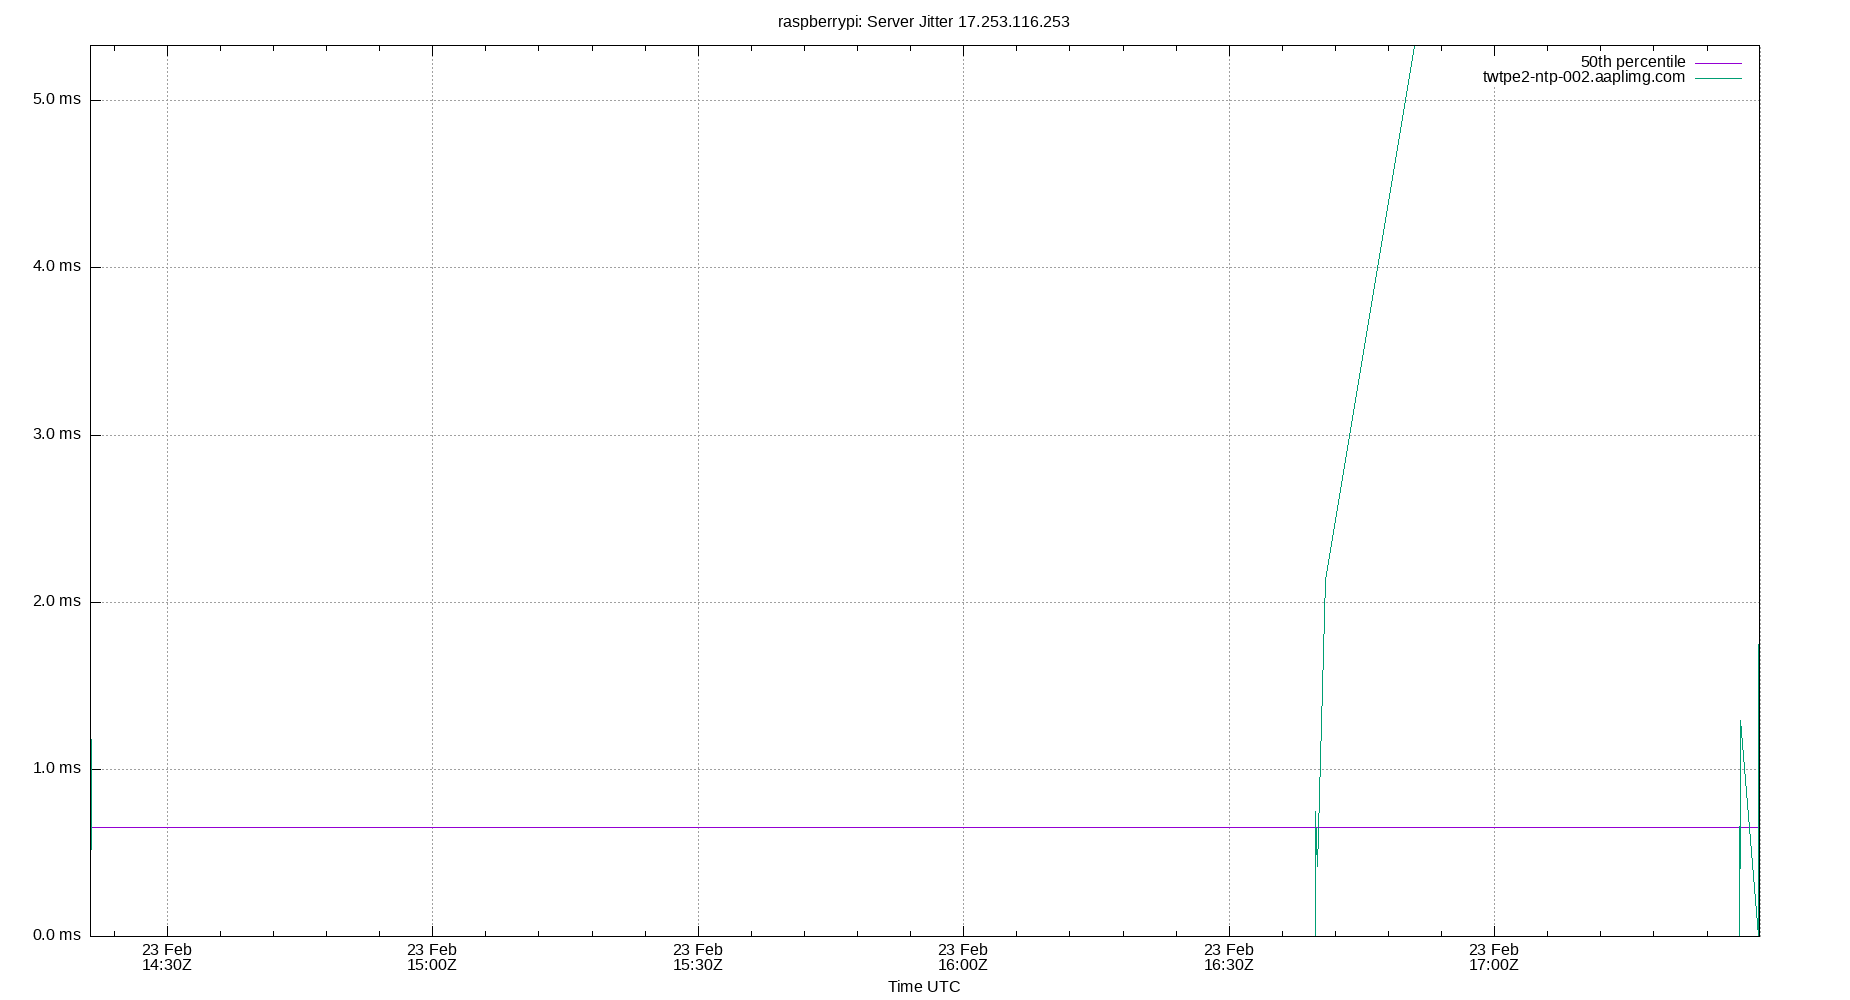 raspberrypi: Server Jitter 17.253.116.253
50th percentile
twtpe2-ntp-002.aaplimg.com
5.0 ms
4.0 ms
3.0 ms
2.0 ms
1.0 ms
0.0 ms
23 Feb 23 Feb 23 Feb 23 Feb 23 Feb 23 Feb
14:30Z 15:00Z 15:30Z 16:00Z 16:30Z 17:00Z
Time UTC